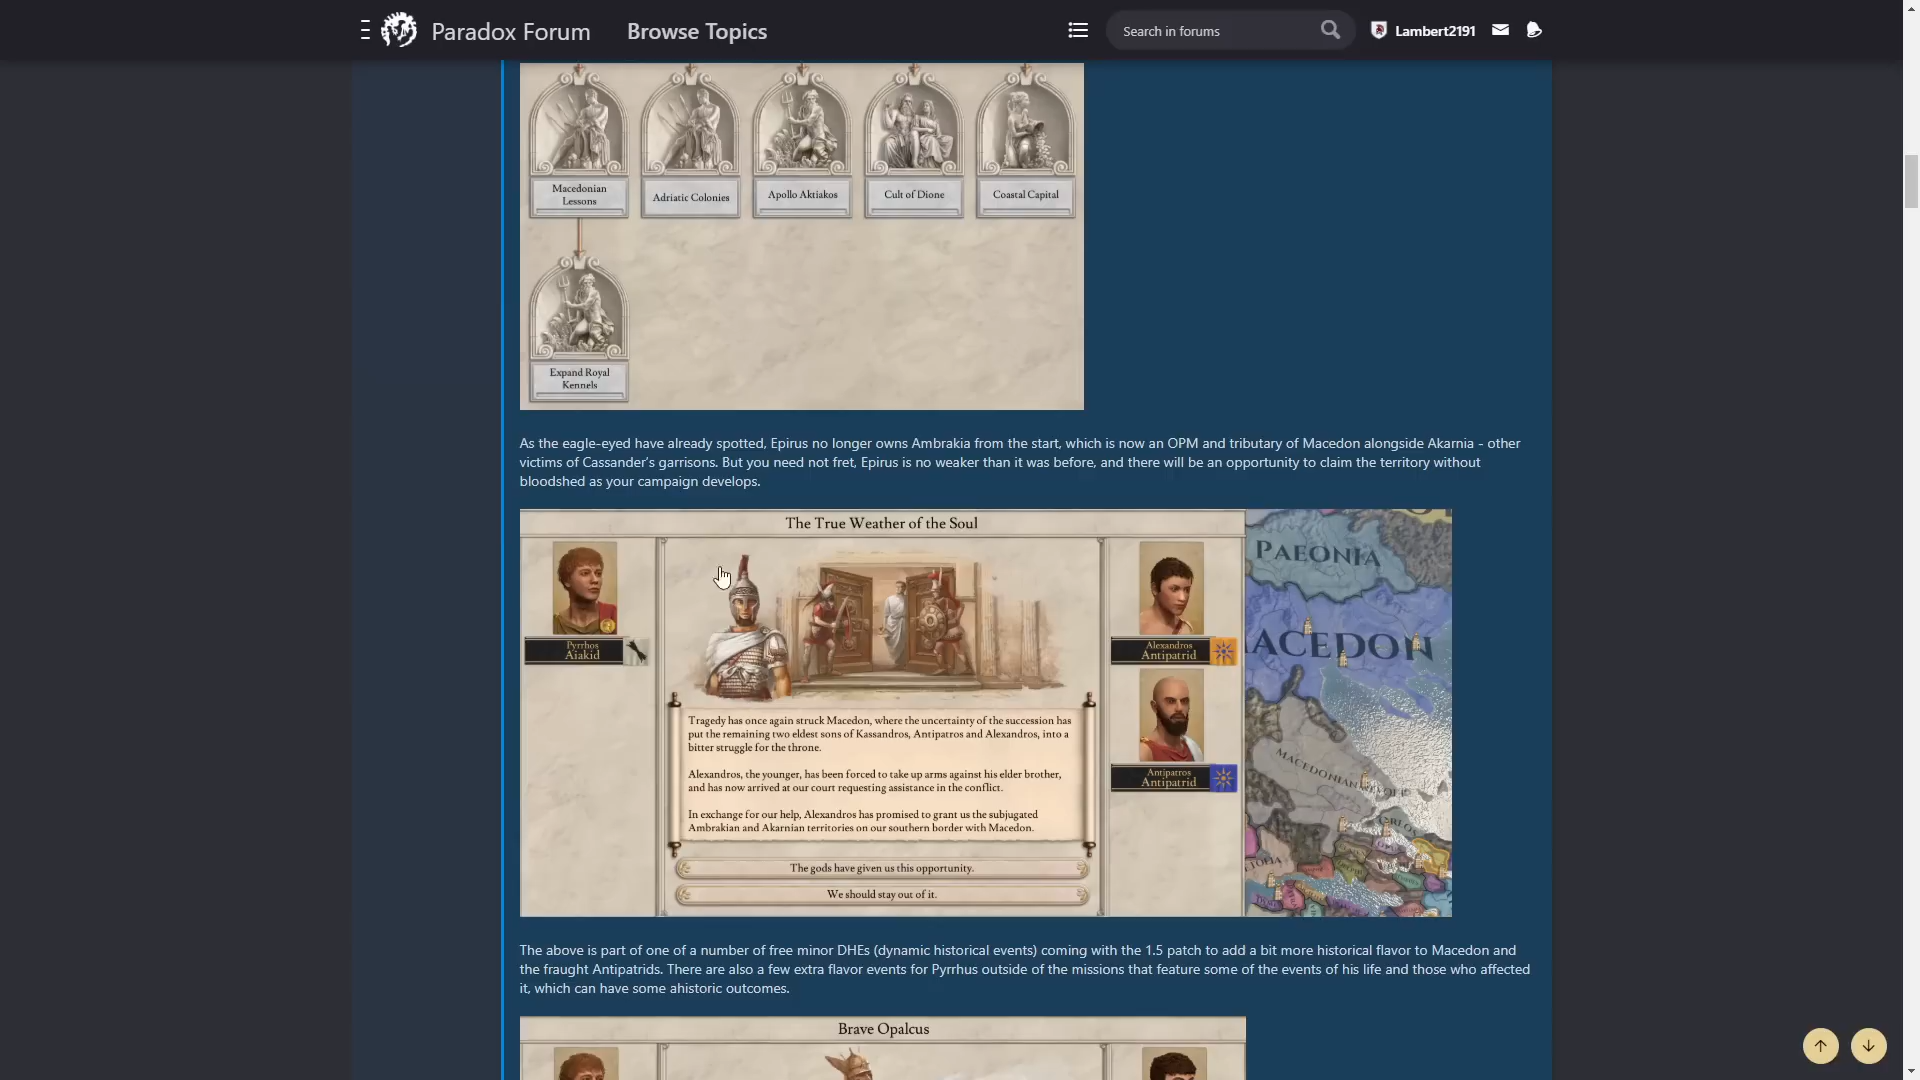 Paradox Forum
Browse Topics
Search in forums
Lambert2191
Macedonian
Lessons
Adriatic Colonies
Apollo Aktiakos
Cult of Dione
Coastal Capital
Expand Royal
Kennels
As the eagle-eyed have already spotted, Epirus no longer owns Ambrakia from the start, which is now an OPM and tributary of Macedon alongside Akarnia - other
victims of Cassander's garrisons. But you need not fret, Epirus is no weaker than it was before, and there will be an opportunity to claim the territory without
bloodshed as your campaign develops.
The True Weather of the Soul
Pyrrhos
Aiakid
Alexandros
Antipatrid
Antipatros
Antipatrid
PAEONIA
ACEDON
Tragedy has once again struck Macedon, where the uncertainty of the succession has
put the remaining two eldest sons of Kassandros, Antipatros and Alexandros, into a
bitter struggle for the throne.
Alexandros, the younger, has been forced to take up arms against his elder brother,
and has now arrived at our court requesting assistance in the conflict.
In exchange for our help, Alexandros has promised to grant us the subjugated
Ambrakian and Akarnian territories on our southern border with Macedon.
The gods have given us this opportunity.
We should stay out of it.
The above is part of one of a number of free minor DHEs (dynamic historical events) coming with the 1.5 patch to add a bit more historical flavor to Macedon and
the fraught Antipatrids. There are also a few extra flavor events for Pyrrhus outside of the missions that feature some of the events of his life and those who affected
it, which can have some ahistoric outcomes.
Brave Opalcus